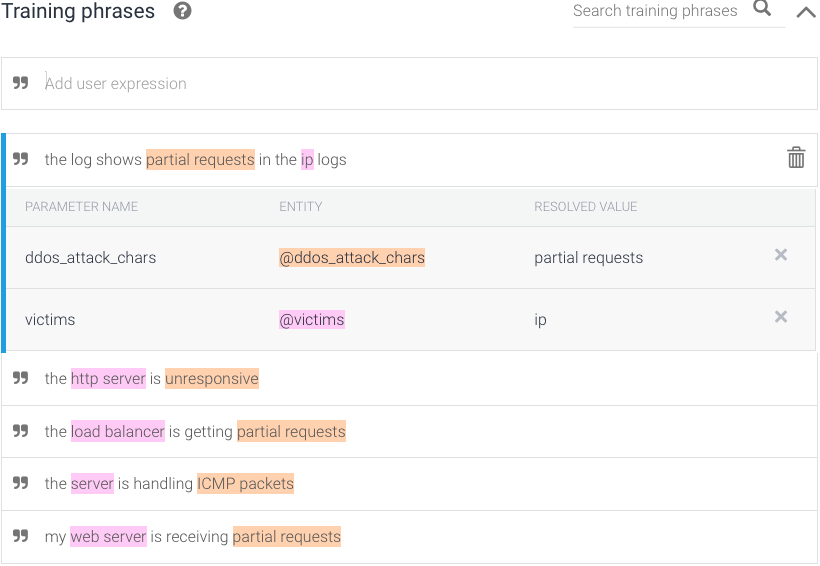 Training phrases ?
Search training phrases
Add user expression
the log shows partial requests in the ip logs
PARAMETER NAME ENTITY RESOLVED VALUE
ddos_attack_chars @ddos_attack_chars partial requests
victims @victims ip
the http server is unresponsive
the load balancer is getting partial requests
the server is handling ICMP packets
my web server is receiving partial requests